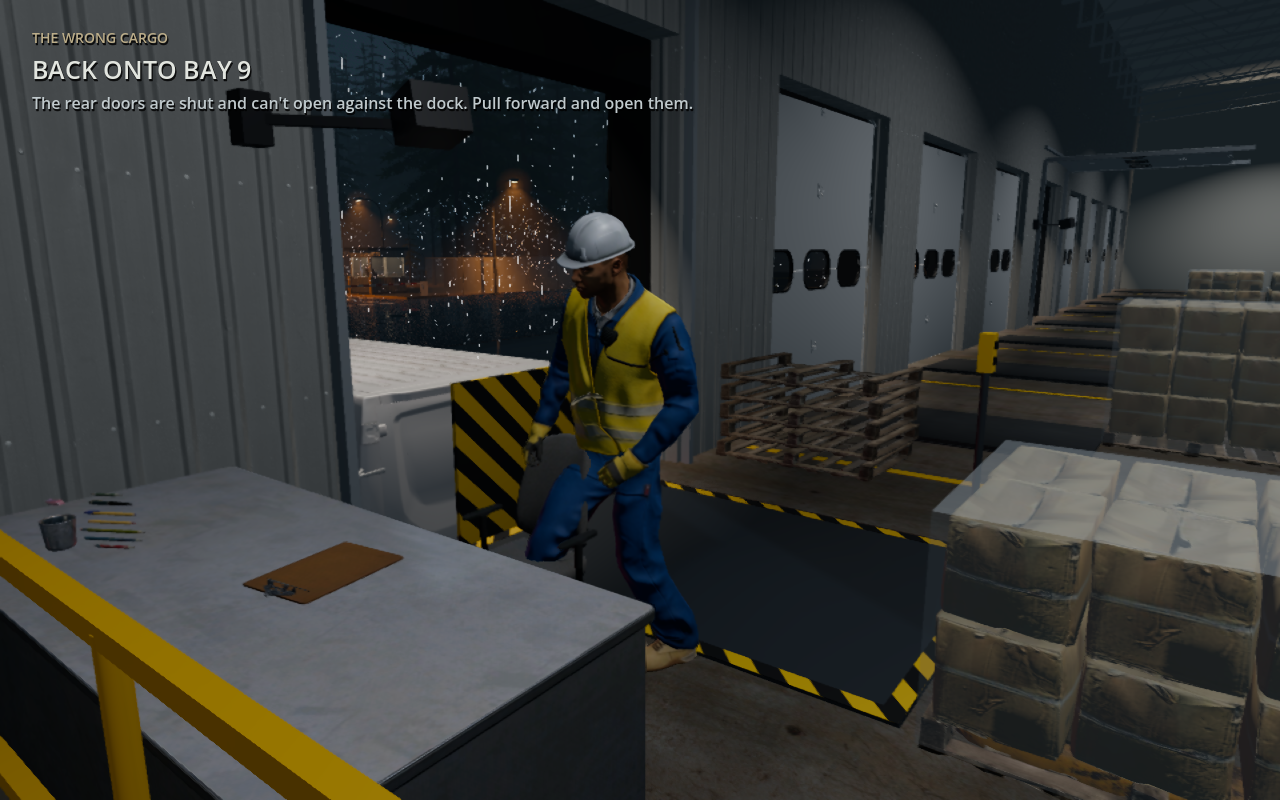 THE WRONG CARGO
BACK ONTO BAY 9
The rear doors are shut and can't open against the dock. Pull forward and open them.